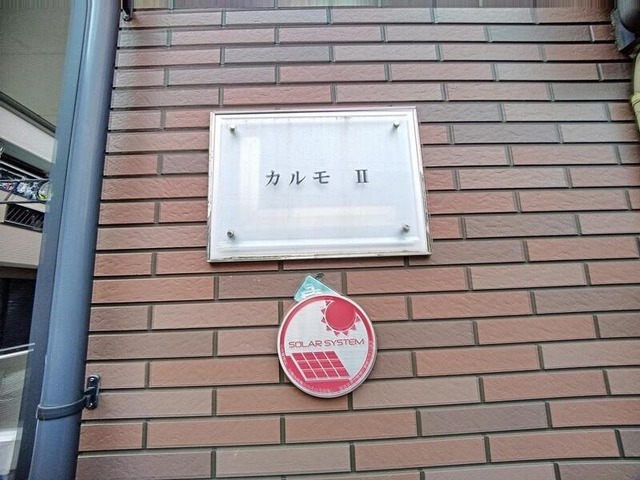 カルモ II
SOLAR SYSTEM